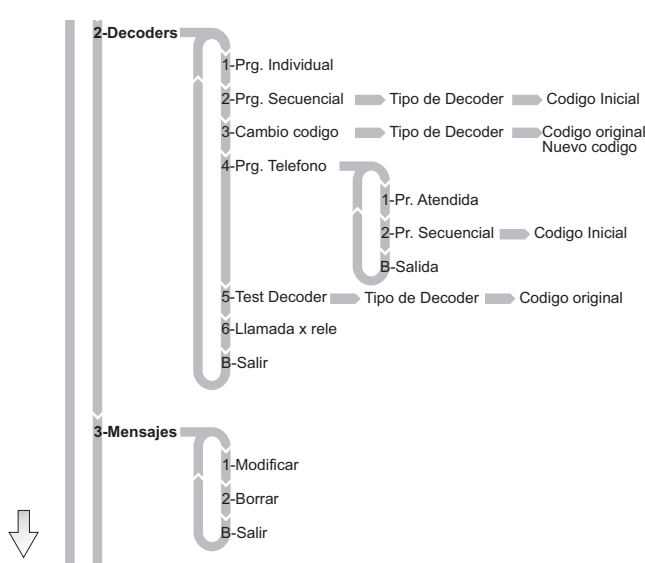 2-Decoders
1-Prg. Individual
2-Prg. Secuencial Tipo de Decoder Codigo Inicial
3-Cambio codigo Tipo de Decoder Codigo original
Nuevo codigo
4-Prg. Telefono
1-Pr. Atendida
2-Pr. Secuencial Codigo Inicial
B-Salida
5-Test Decoder Tipo de Decoder Codigo original
6-Llamada x rele
B-Salir
3-Mensajes
1-Modificar
2-Borrar
B-Salir